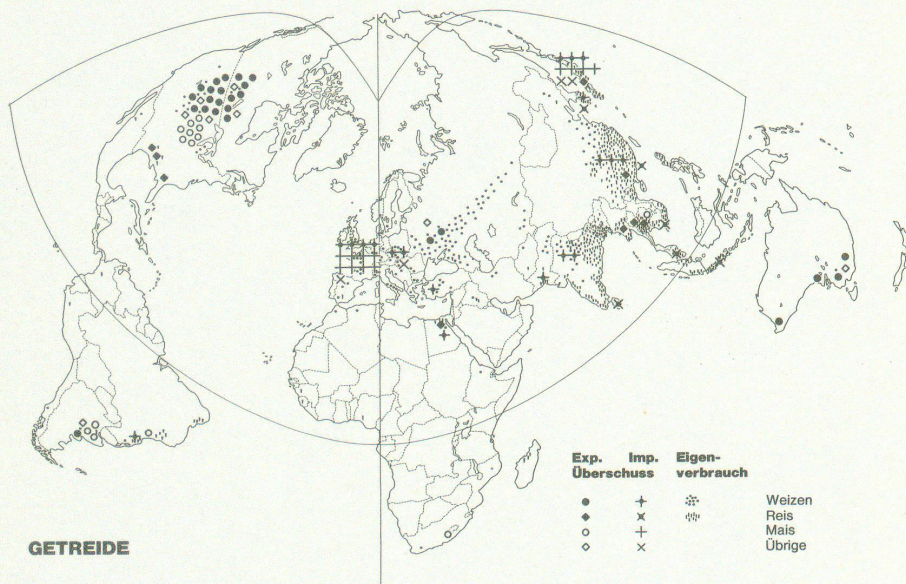 Exp. Imp. Eigen-
Überschuss verbrauch
Weizen
Reis
Mais
Übrige
GETREIDE